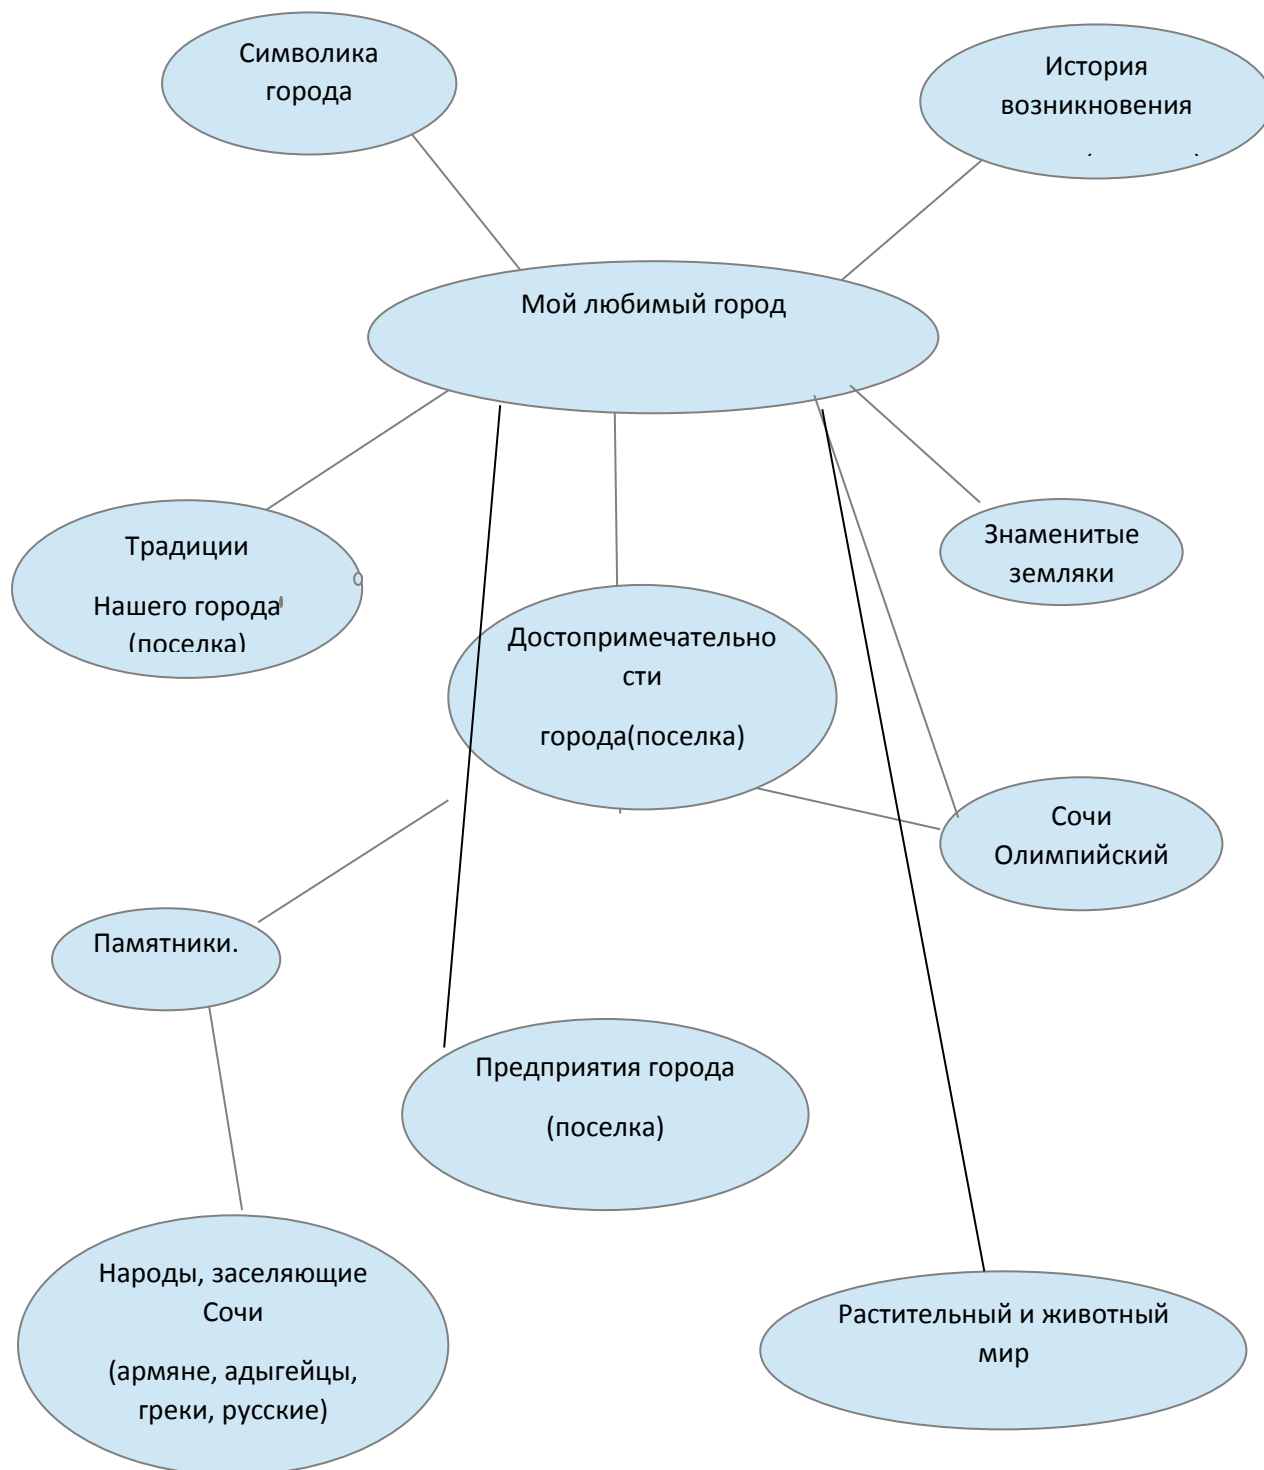 Символика
города
История
возникновения
Мой любимый город
Традиции
Нашего города
(поселка)
Знаменитые
земляки
Достопримечательно
сти
города(поселка)
Сочи
Олимпийский
Памятники.
Предприятия города
(поселка)
Народы, заселяющие
Сочи
(армяне, адыгейцы,
греки, русские)
Растительный и животный
мир